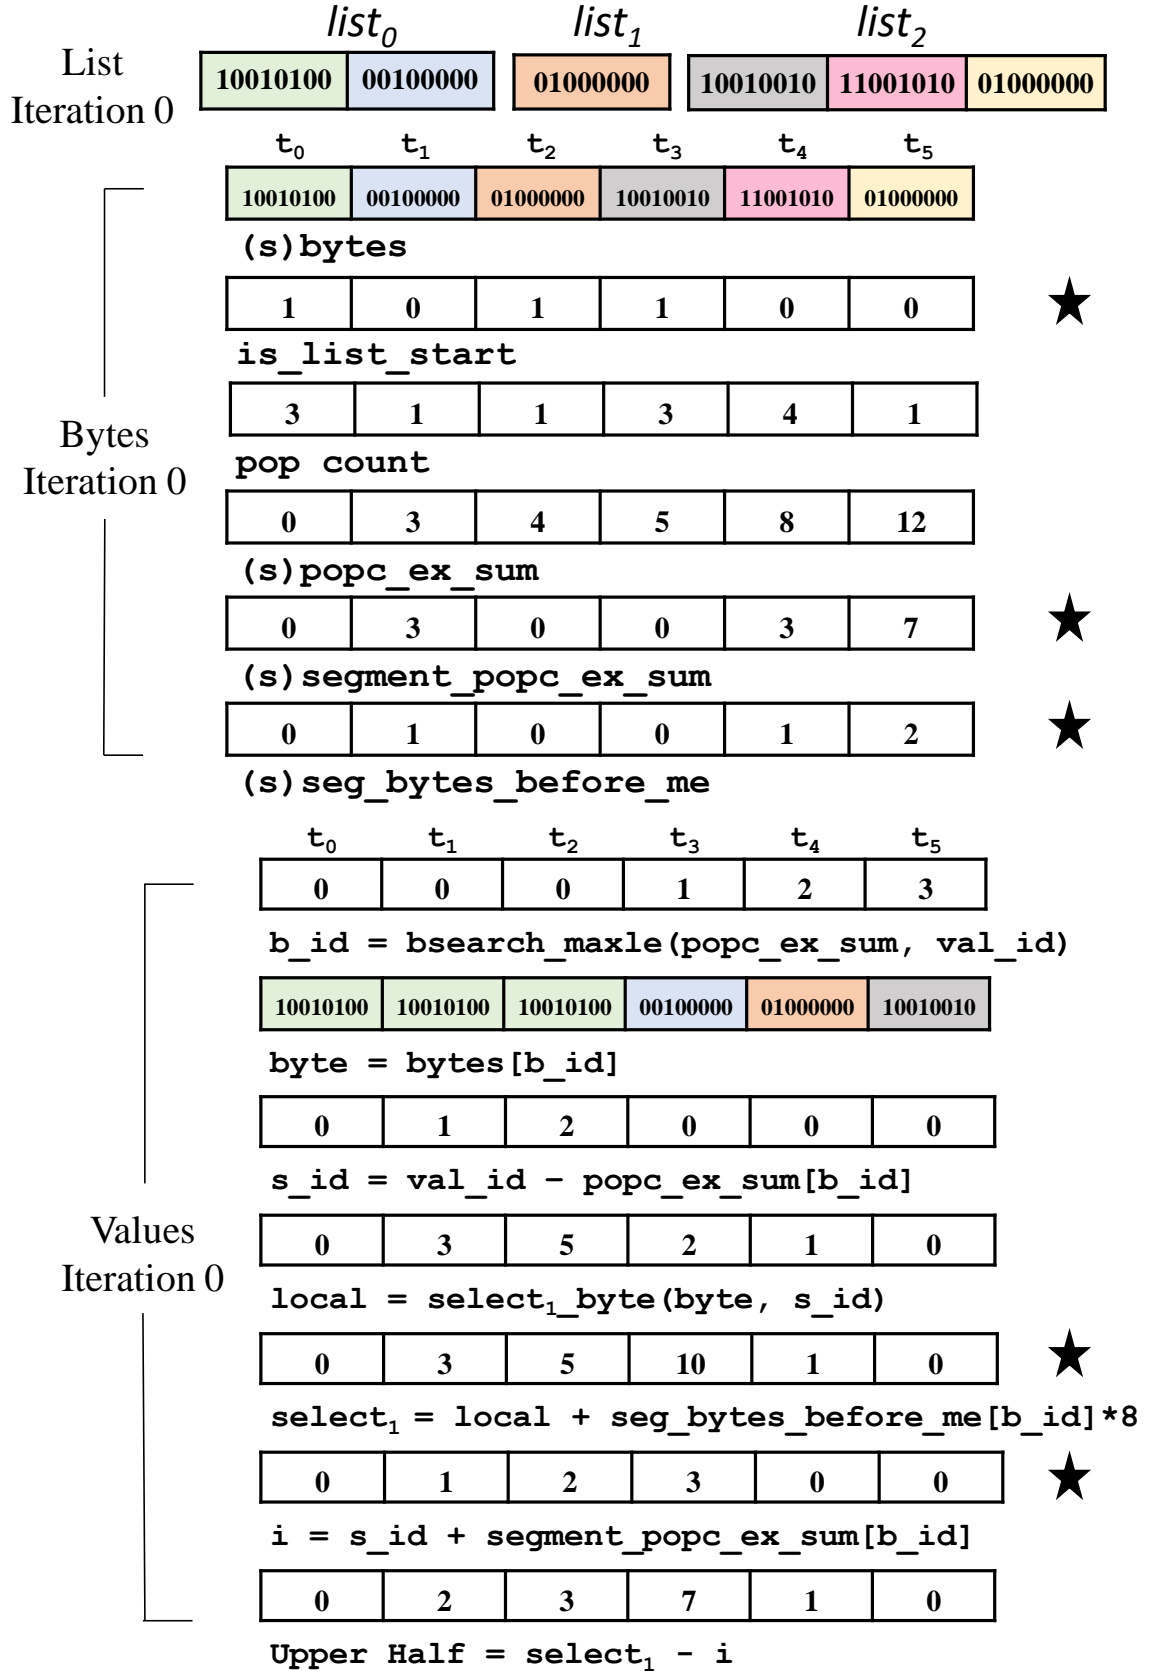 list₀ list₁ list₂
List
Iteration 0
10010100 00100000 01000000 10010010 11001010 01000000
t₀ t₁ t₂ t₃ t₄ t₅
10010100 00100000 01000000 10010010 11001010 01000000
(s)bytes
1 0 1 1 0 0
is_list_start
3 1 1 3 4 1
Bytes
Iteration 0
pop count
0 3 4 5 8 12
(s)popc_ex_sum
0 3 0 0 3 7
(s)segment_popc_ex_sum
0 1 0 0 1 2
(s)seg_bytes_before_me
t₀ t₁ t₂ t₃ t₄ t₅
0 0 0 1 2 3
b_id = bsearch_maxle(popc_ex_sum, val_id)
10010100 10010100 10010100 00100000 01000000 10010010
byte = bytes[b_id]
0 1 2 0 0 0
s_id = val_id – popc_ex_sum[b_id]
Values
Iteration 0
0 3 5 2 1 0
local = select₁_byte(byte, s_id)
0 3 5 10 1 0
select₁ = local + seg_bytes_before_me[b_id]*8
0 1 2 3 0 0
i = s_id + segment_popc_ex_sum[b_id]
0 2 3 7 1 0
Upper Half = select₁ - i